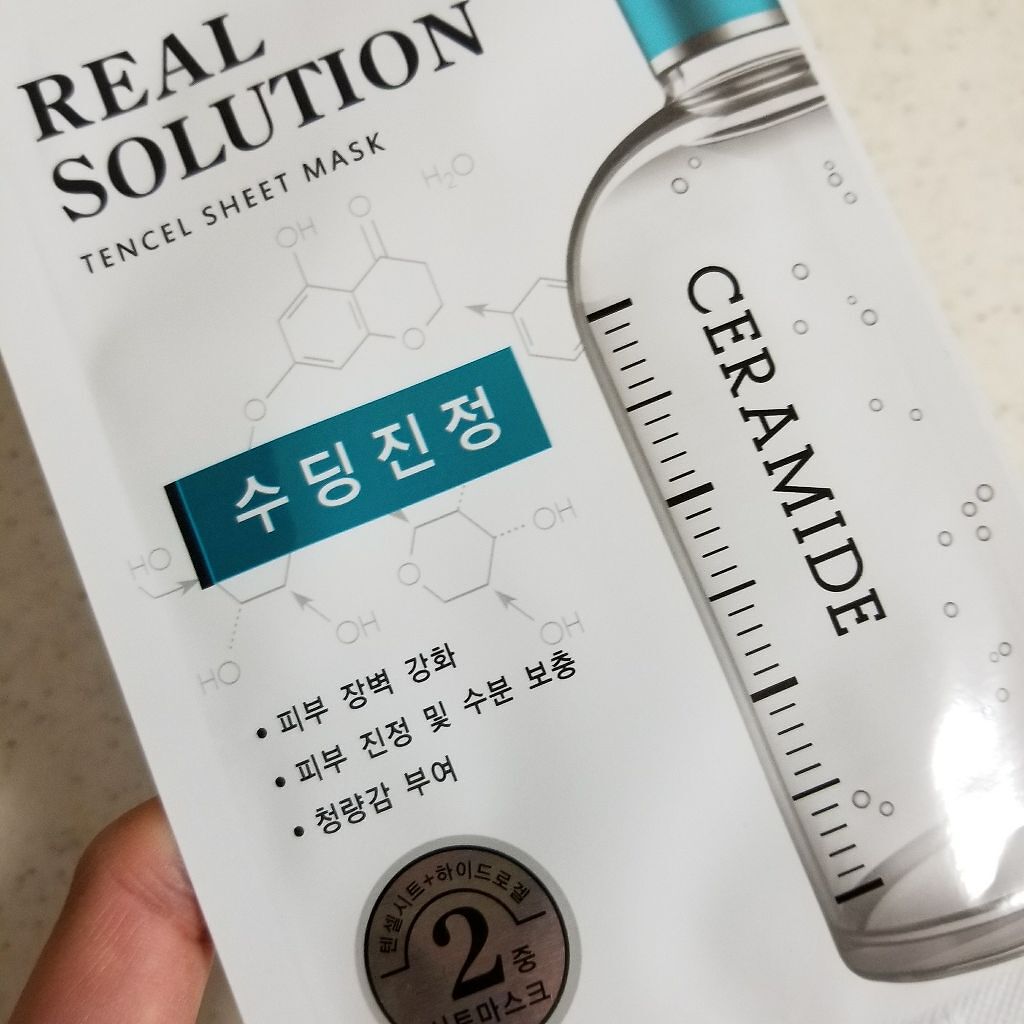 REAL
SOLUTION
TENCEL SHEET MASK
H₂O
O
OH
O
O
수딩진정
CERAMIDE
HO
OH
O
OH
OH
HO
• 피부 장벽 강화
• 피부 진정 및 수분 보충
• 청량감 부여
텐셀시트+하이드로겔
2중
시트마스크